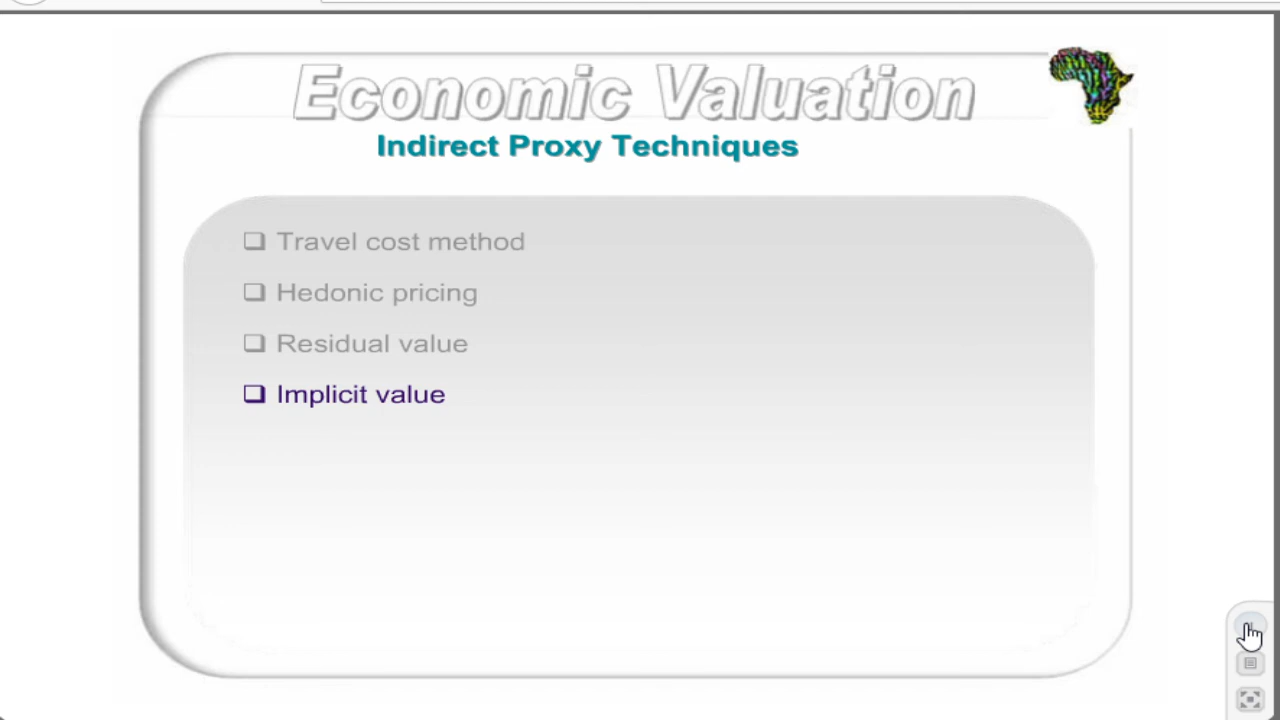 Economic Valuation
Indirect Proxy Techniques
❑ Travel cost method
❑ Hedonic pricing
❑ Residual value
❑ Implicit value